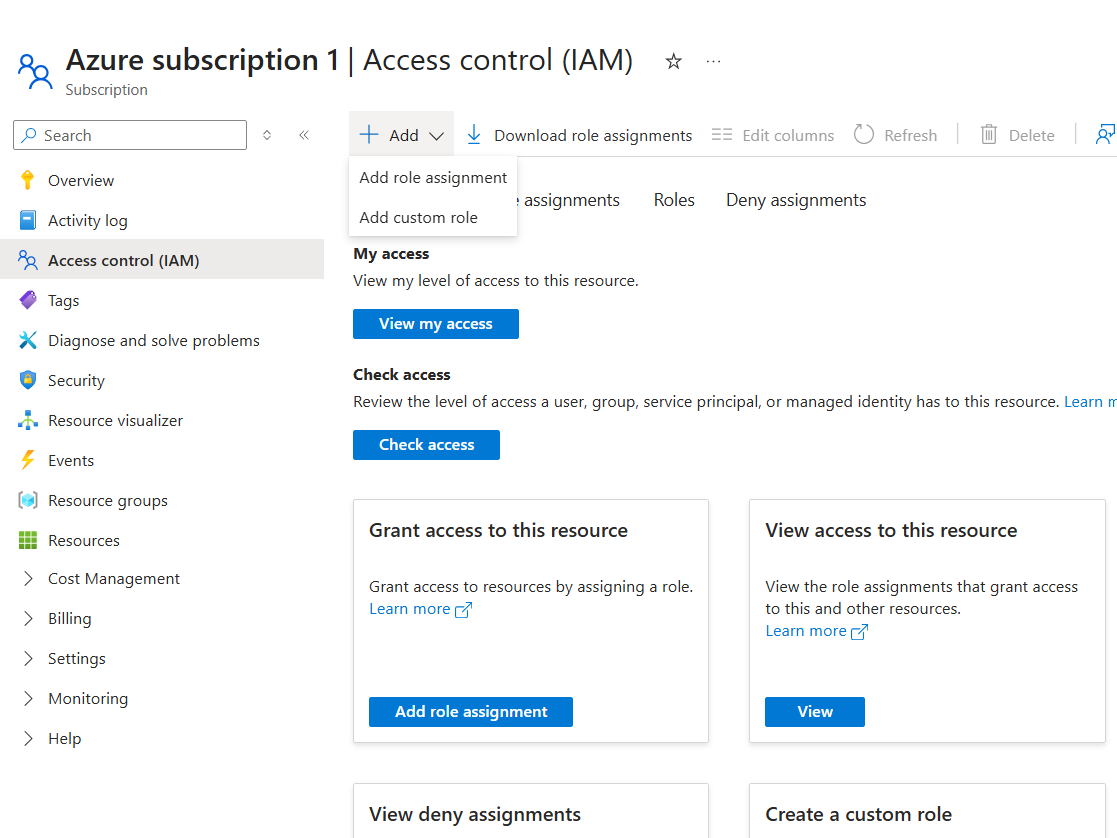 Azure subscription 1 | Access control (IAM) ...
Subscription
Search
Overview
Activity log
Access control (IAM)
Tags
Diagnose and solve problems
Security
Resource visualizer
Events
Resource groups
Resources
Cost Management
Billing
Settings
Monitoring
Help
Add
Download role assignments
Edit columns
Refresh
Delete
Add role assignment
Add custom role
assignments
Roles
Deny assignments
My access
View my level of access to this resource.
View my access
Check access
Review the level of access a user, group, service principal, or managed identity has to this resource. Learn
Check access
Grant access to this resource
Grant access to resources by assigning a role.
Learn more
Add role assignment
View access to this resource
View the role assignments that grant access
to this and other resources.
Learn more
View
View deny assignments
Create a custom role